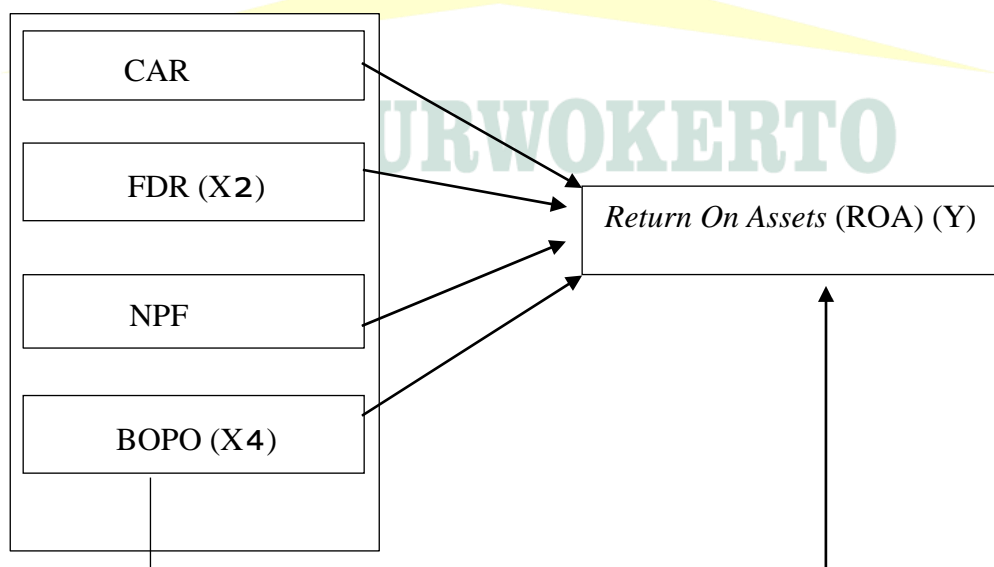 CAR
URWOKERTO
FDR (X2)
Return On Assets (ROA) (Y)
NPF
BOPO (X4)